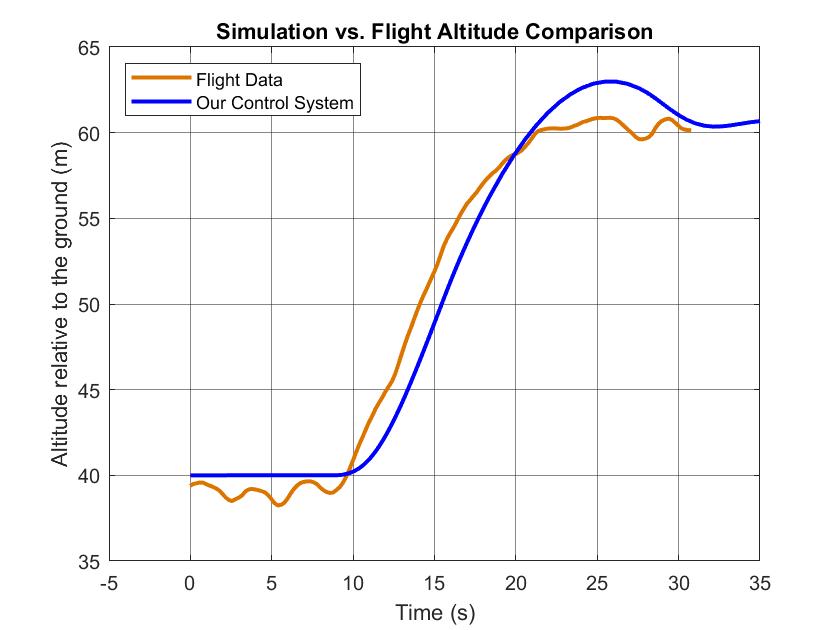 Simulation vs. Flight Altitude Comparison
Flight Data
Our Control System
Altitude relative to the ground (m)
65
60
55
50
45
40
35
-5 0 5 10 15 20 25 30 35
Time (s)